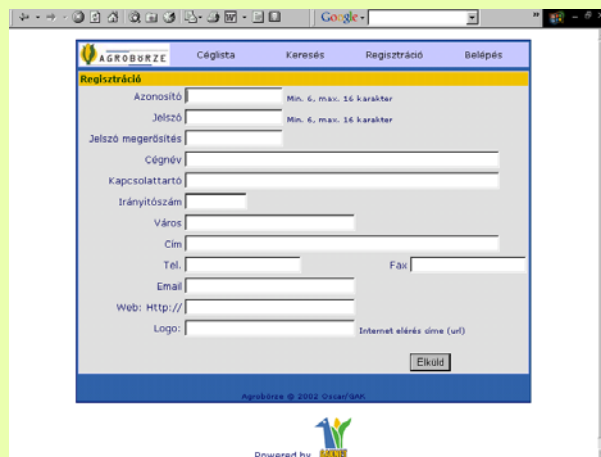 Google
AGROBÖRZE Céglista Keresés Regisztráció Belépés
Regisztráció
Azonosító Min. 6, max. 16 karakter
Jelszó Min. 6, max. 16 karakter
Jelszó megerősítés
Cégnév
Kapcsolattartó
Irányítószám
Város
Cím
Tel. Fax
Email
Web: Http://
Logo: Internet elérés címe (url)
Elküld
Agrobörze © 2002 Oscar/GAK
Powered by